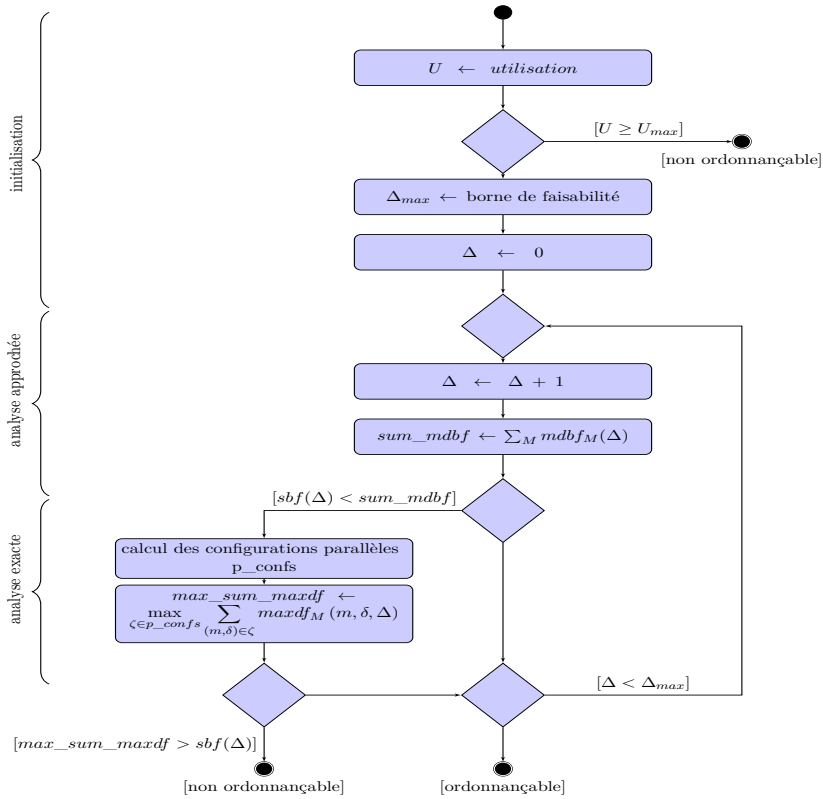 initialisation
U ← utilisation
[U ≥ U_max]
[non ordonnançable]
Δ_max ← borne de faisabilité
Δ ← 0
analyse approchée
Δ ← Δ + 1
sum_mdbf ← ∑_M mdbf_M(Δ)
[sbf(Δ) < sum_mdbf]
analyse exacte
calcul des configurations parallèles
p_confs
max_sum_maxdf ←
max ∑ maxdf_M (m, δ, Δ)
ζ∈p_confs (m,δ)∈ζ
[Δ < Δ_max]
[max_sum_maxdf > sbf(Δ)]
[non ordonnançable]
[ordonnançable]